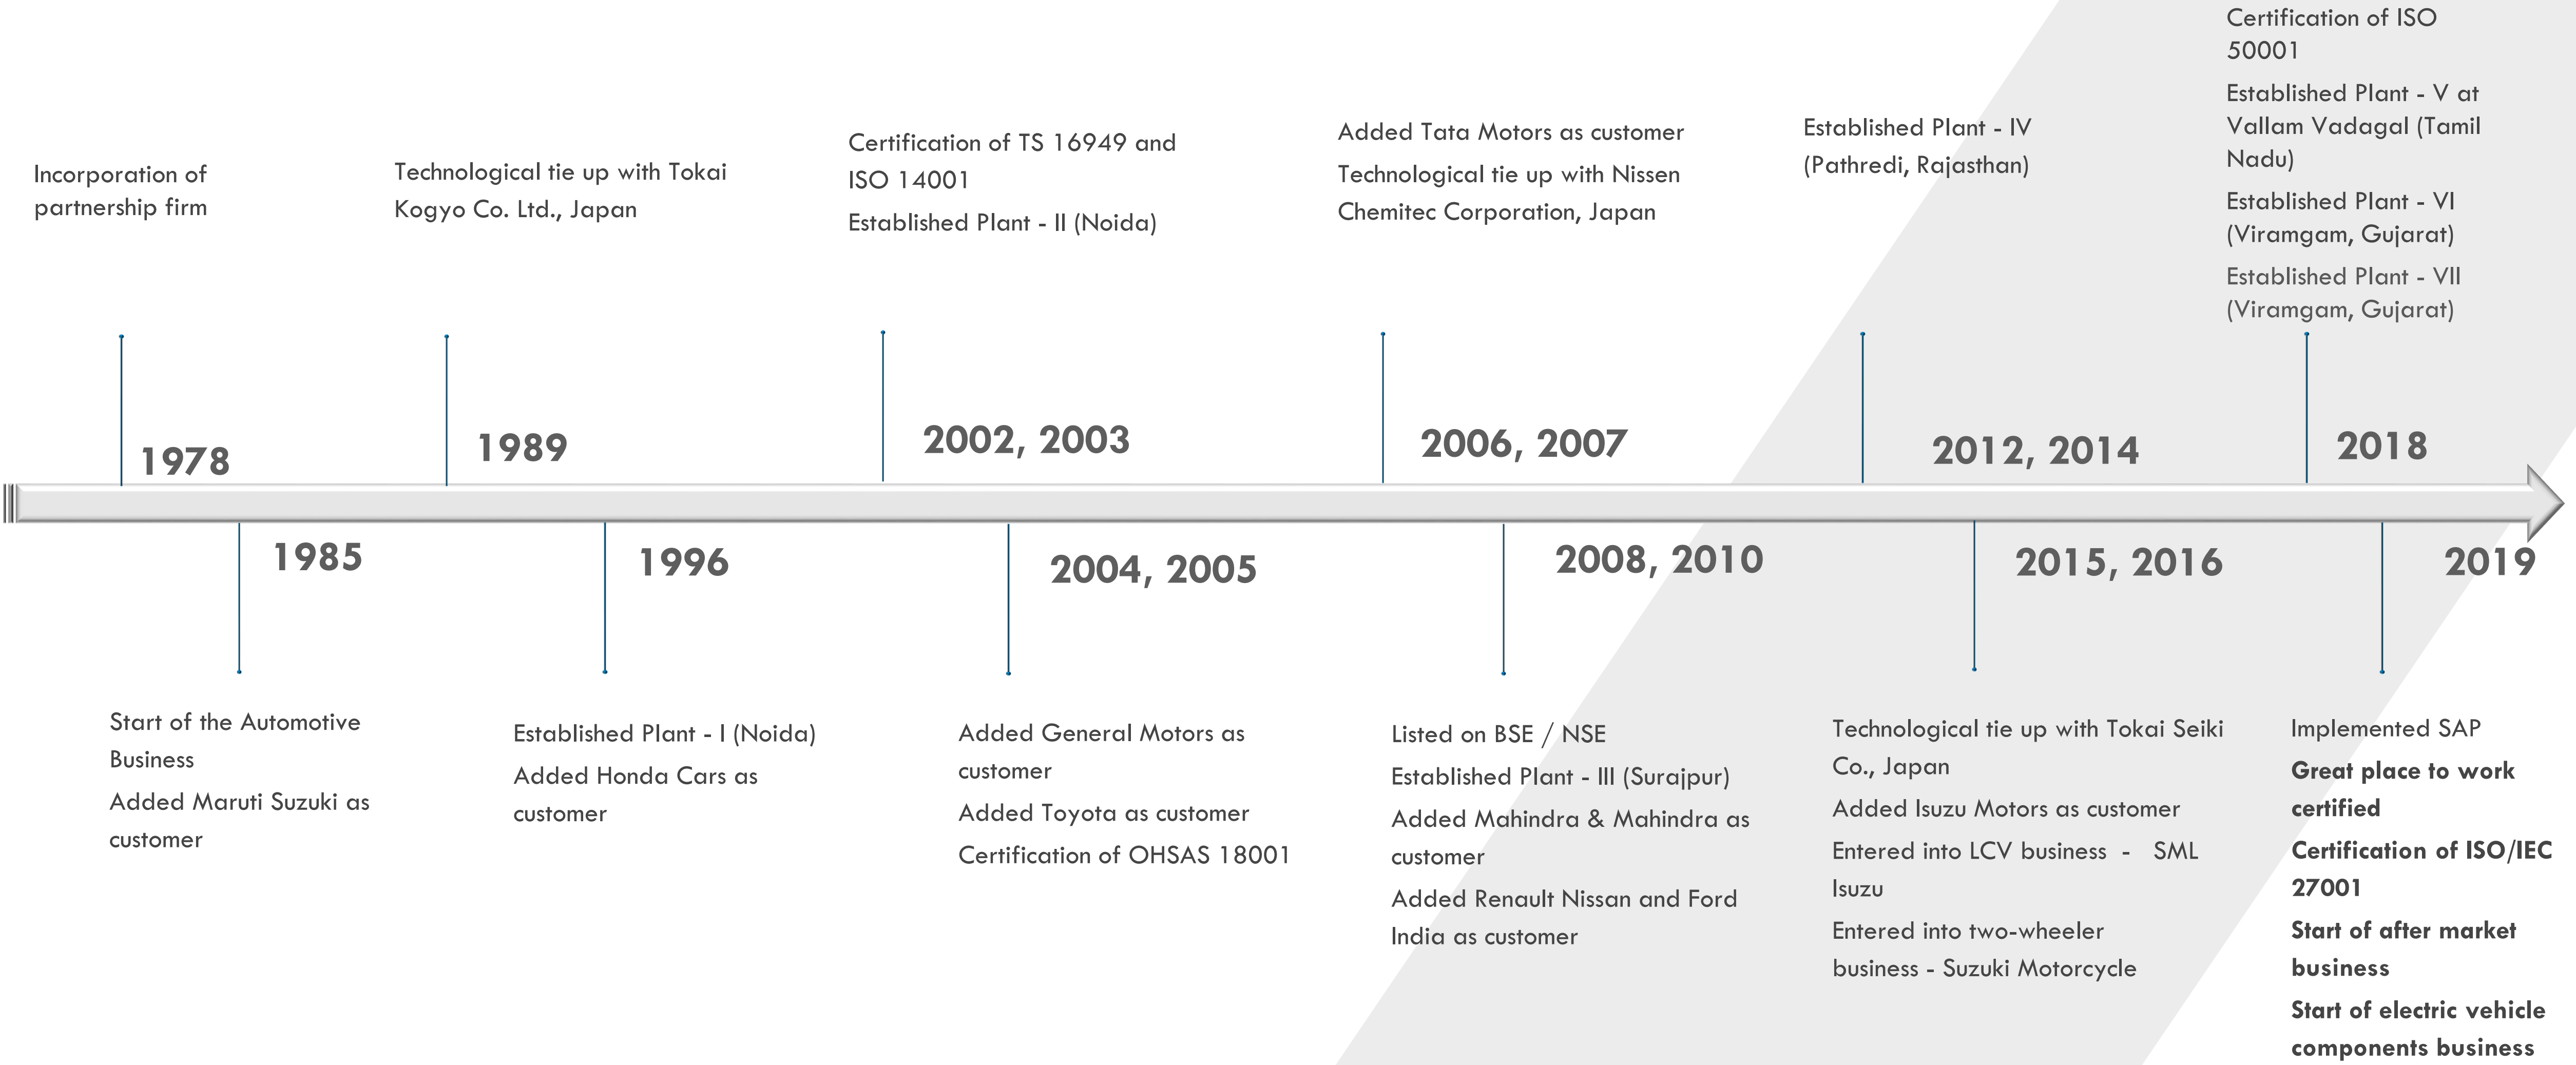 Incorporation of
partnership firm
1978
Start of the Automotive
Business
Added Maruti Suzuki as
customer
1985
Technological tie up with Tokai
Kogyo Co. Ltd., Japan
1989
Established Plant - I (Noida)
Added Honda Cars as
customer
1996
Certification of TS 16949 and
ISO 14001
Established Plant - II (Noida)
2002, 2003
Added General Motors as
customer
Added Toyota as customer
Certification of OHSAS 18001
2004, 2005
Added Tata Motors as customer
Technological tie up with Nissen
Chemitec Corporation, Japan
2006, 2007
Listed on BSE / NSE
Established Plant - III (Surajpur)
Added Mahindra & Mahindra as
customer
Added Renault Nissan and Ford
India as customer
2008, 2010
Established Plant - IV
(Pathredi, Rajasthan)
2012, 2014
Technological tie up with Tokai Seiki
Co., Japan
Added Isuzu Motors as customer
Entered into LCV business - SML
Isuzu
Entered into two-wheeler
business - Suzuki Motorcycle
2015, 2016
Certification of ISO
50001
Established Plant - V at
Vallam Vadagal (Tamil
Nadu)
Established Plant - VI
(Viramgam, Gujarat)
Established Plant - VII
(Viramgam, Gujarat)
2018
Implemented SAP
Great place to work
certified
Certification of ISO/IEC
27001
Start of after market
business
Start of electric vehicle
components business
2019